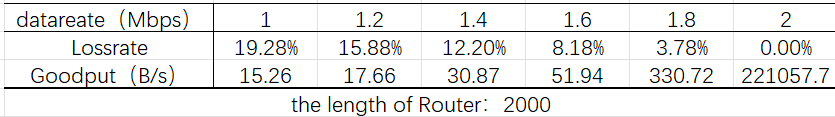 datareate（Mbps） 1 1.2 1.4 1.6 1.8 2
Lossrate 19.28% 15.88% 12.20% 8.18% 3.78% 0.00%
Goodput（B/s） 15.26 17.66 30.87 51.94 330.72 221057.7
the length of Router：2000